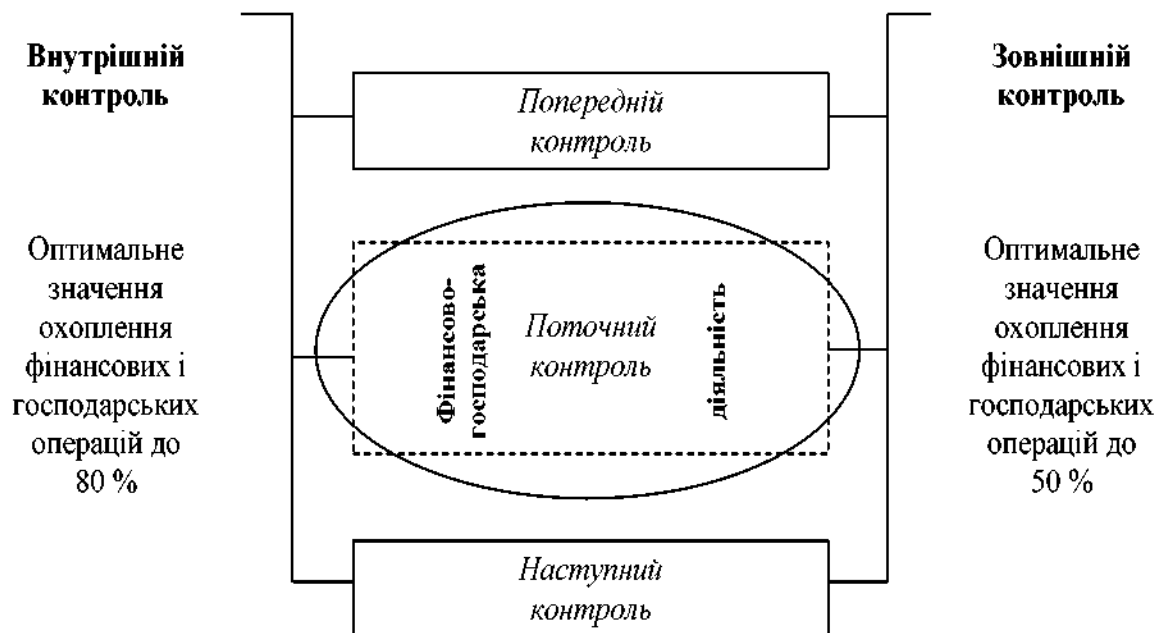 Внутрішній
контроль
Оптимальне
значення
охоплення
фінансових і
господарських
операцій до
80 %
Попередній
контроль
Фінансово-
господарська
Поточний
контроль
діяльність
Наступний
контроль
Зовнішній
контроль
Оптимальне
значення
охоплення
фінансових і
господарських
операцій до
50 %